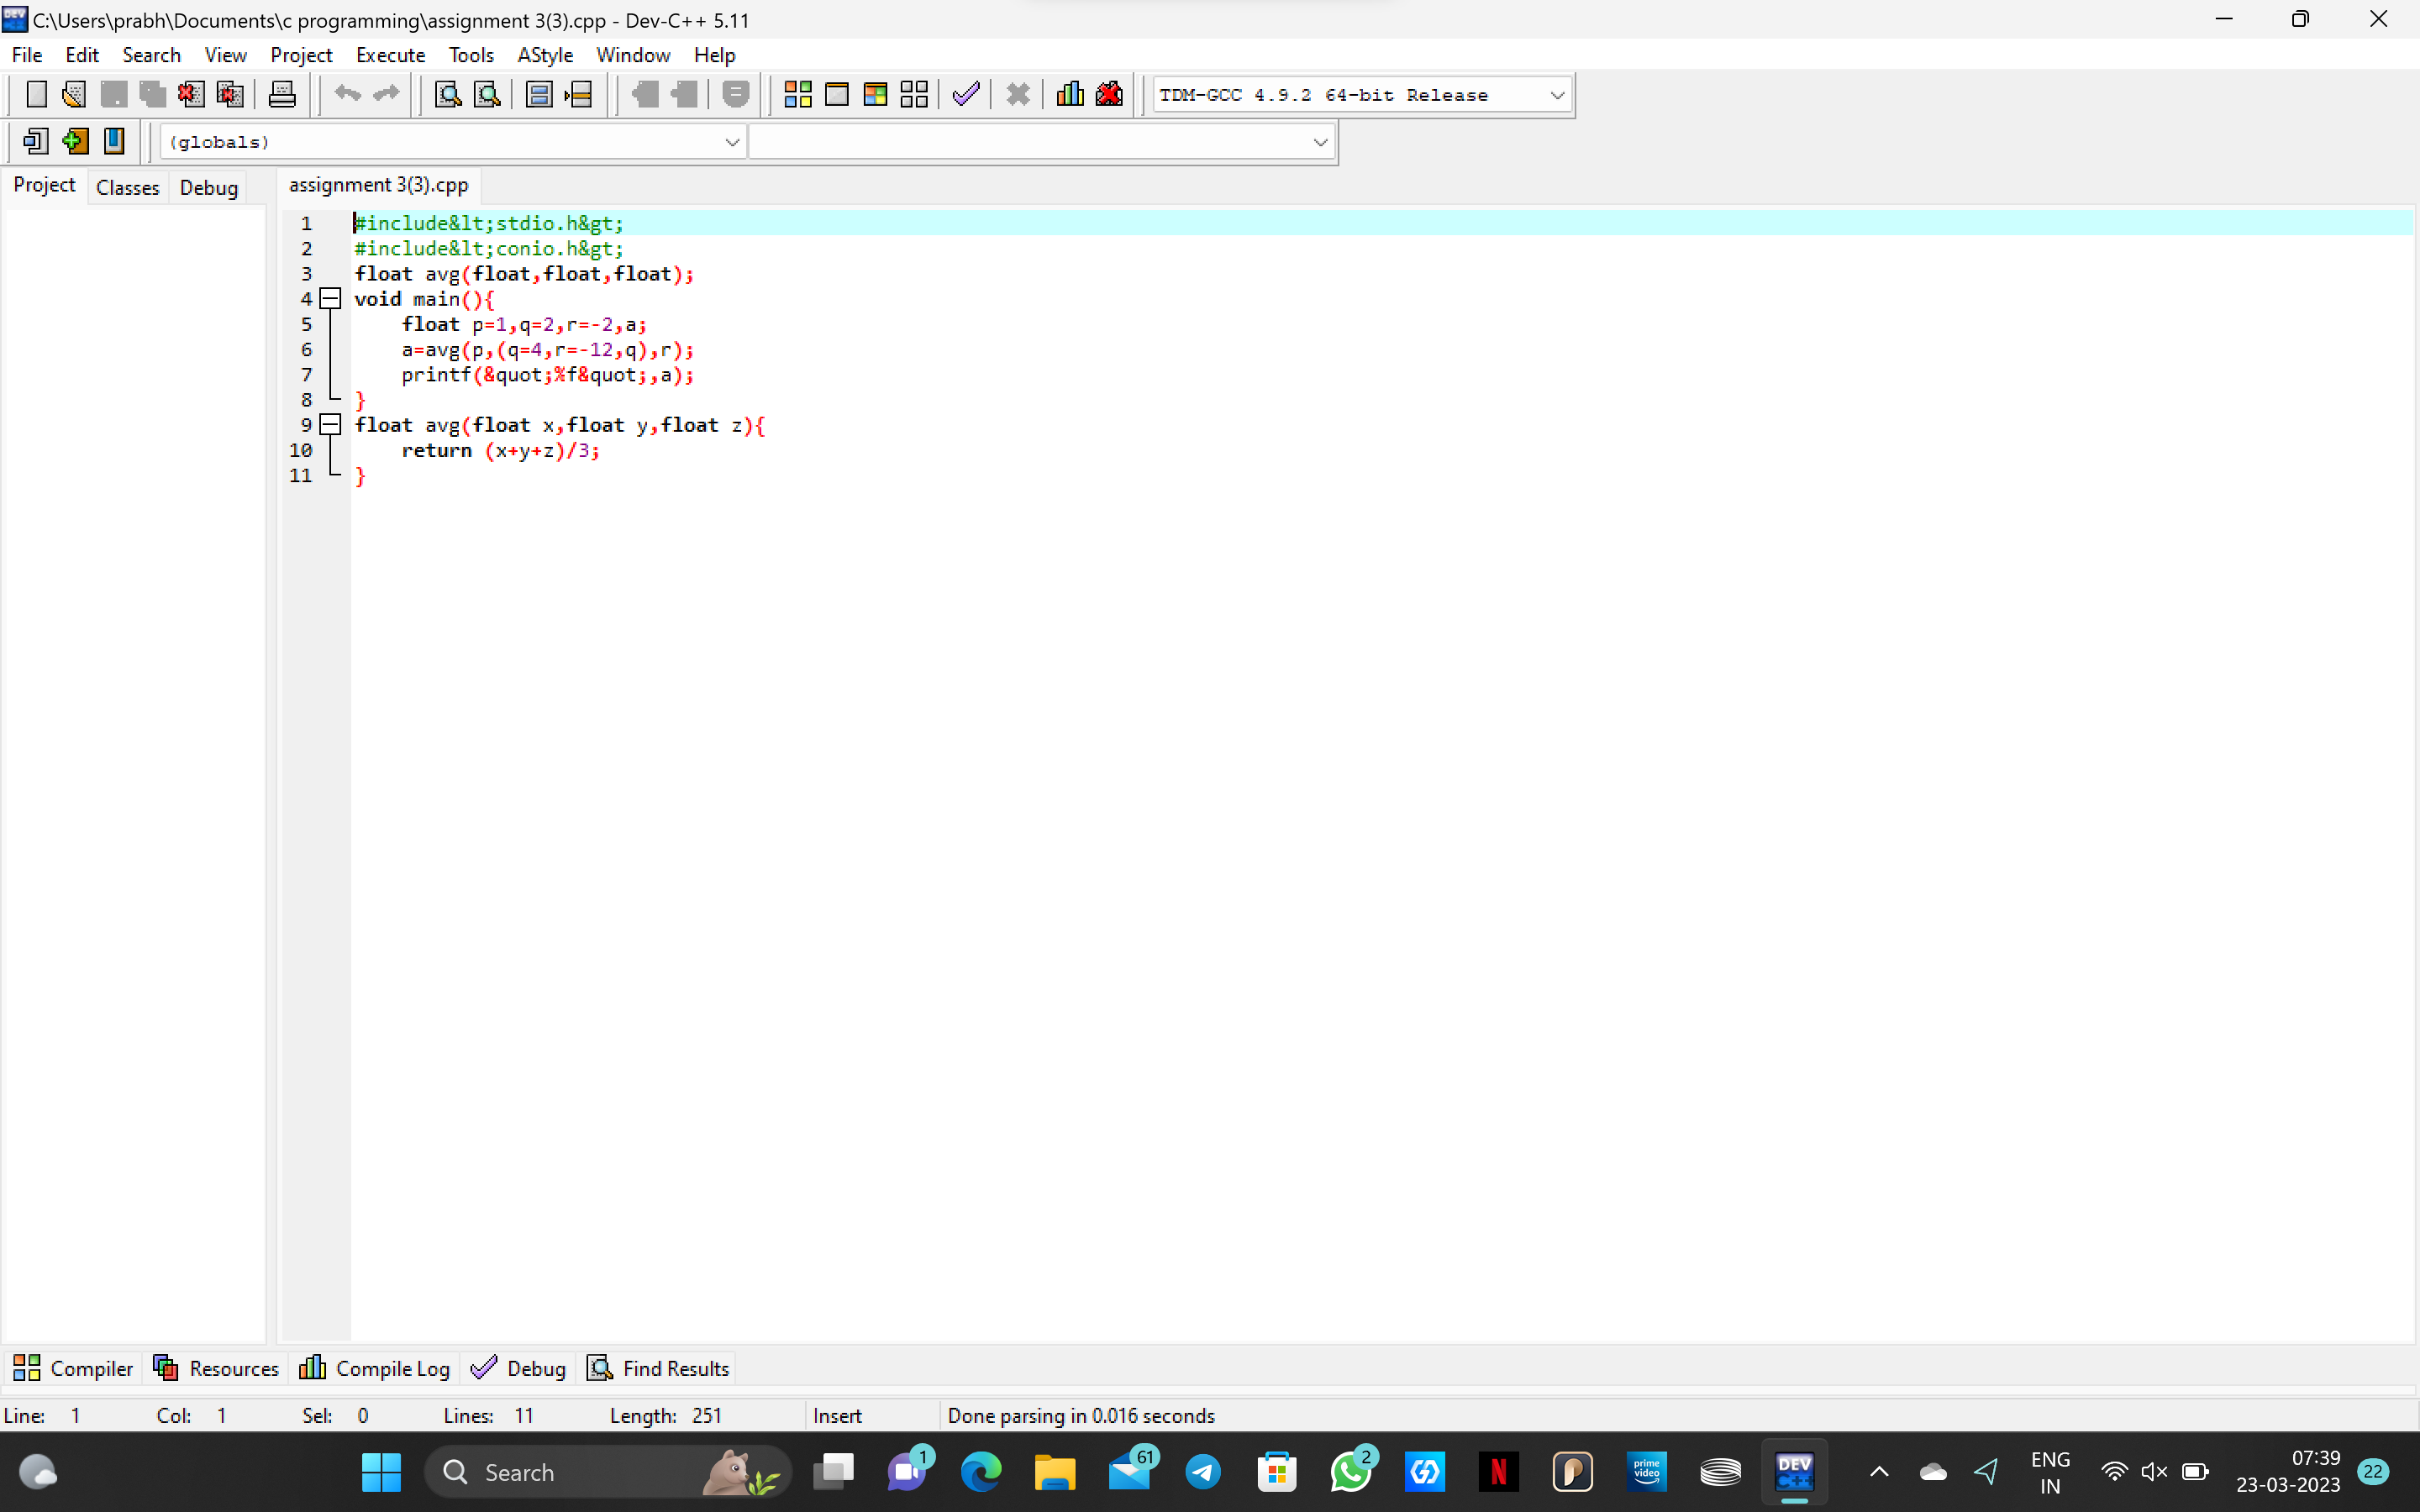 C:\Users\prabh\Documents\c programming\assignment 3(3).cpp - Dev-C++ 5.11
File Edit Search View Project Execute Tools AStyle Window Help
TDM-GCC 4.9.2 64-bit Release
(globals)
Project Classes Debug assignment 3(3).cpp
1 #include&lt;stdio.h&gt;
2 #include&lt;conio.h&gt;
3 float avg(float,float,float);
4 void main(){
5 float p=1,q=2,r=-2,a;
6 a=avg(p,(q=4,r=-12,q),r);
7 printf(&quot;%f&quot;,a);
8 }
9 float avg(float x,float y,float z){
10 return (x+y+z)/3;
11 }
Compiler Resources Compile Log Debug Find Results
Line: 1 Col: 1 Sel: 0 Lines: 11 Length: 251 Insert Done parsing in 0.016 seconds
Search 1 61 2 N P prime video DEV C++ ENG 07:39 22
IN 23-03-2023